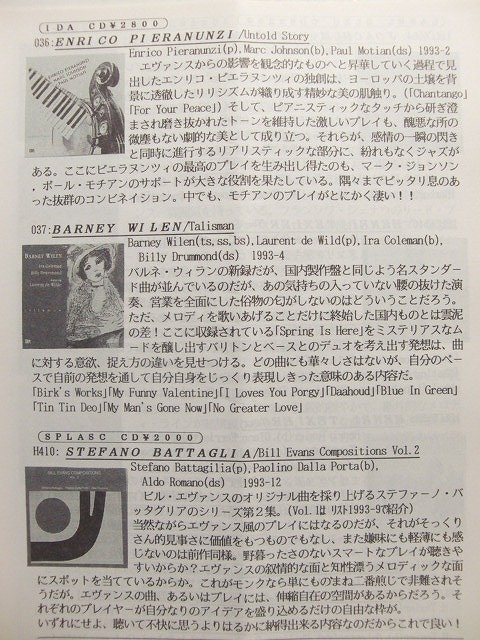 IDA CD¥2800
036:ENRICO PIERANUNZI/Untold Story
Enrico Pieranunzi(p),Marc Johnson(b),Paul Motian(ds) 1993-2
エヴァンスからの影響を観念的なものへと昇華していく過程で見
出したエンリコ・ピエラヌンツィの独創は、ヨーロッパの土壌を背
景に透徹したリリシズムが織り成す精妙な美の肌触り。「Chantango」
「For Your Peace」）そして、ピアニスティックなタッチから研ぎ澄
まされ磨き抜かれたトーンを維持した激しいプレイも、醜悪な所の
微塵もない劇的な美として成り立つ。それらが、感情の一瞬の閃き
と同時に進行するリアリスティックな部分に、紛れもなくジャズが
ある。ここにピエラヌンツィの最高のプレイを生み出し得たのも、マーク・ジョンソン
、ポール・モチアンのサポートが大きな役割を果たしている。隅々までピッタリ息のあ
った抜群のコンビネイション。中でも、モチアンのプレイがとにかく凄い！！
037:BARNEY WILEN/Talisman
Barney Wilen(ts,ss,bs),Laurent de Wild(p),Ira Coleman(b),
Billy Drummond(ds) 1993-4
バルネ・ウィランの新録だが、国内製作盤と同じよう名スタンダー
ド曲が並んでいるのだが、あの気持ちの入っていない腰の抜けた演
奏、営業を全面にした俗物の匂がしないのはどういうことだろう。
ただ、メロディを歌いあげることだけに終始した国内ものとは雲泥
の差！ここに収録されている「Spring Is Here」をミステリアスなムー
ドを醸し出すバリトンとベースとのデュオを考え出す発想は、曲
に対する意欲、捉え方の違いを見せつける。どの曲にも華々しさはないが、自分のペー
スで自前の発想を通して自分自身をじっくり表現しきった意味のある内容だ。
「Birk's Works」「My Funny Valentine」「I Loves You Porgy」「Daahoud」「Blue In Green」
「Tin Tin Deo」「My Man's Gone Now」「No Greater Love」
SPLASC CD¥2000
H410: STEFANO BATTAGLIA/Bill Evans Compositions Vol.2
Stefano Battaglia(p),Paolino Dalla Porta(b),
Aldo Romano(ds) 1993-12
ビル・エヴァンスのオリジナル曲を採り上げるステファーノ・バ
ッタグリアのシリーズ第２集。(Vol.1は リスト1993-9で紹介)
当然ながらエヴァンス風のプレイにはなるのだが、それがそっくり
さん的見事さに価値をもつものでもなし、また嫌味にも軽薄にも感
じないのは前作同様。野暮ったさのないスマートなプレイが聴きや
すいからか？エヴァンスの叙情的な面と知性漂うメロディックな面
にスポットを当てているからか。これがモンクなら単にものまね二番煎じで非難されそ
うだが、エヴァンスの曲、あるいはプレイには、伸縮自在の空間があるからだろう。そ
れぞれのプレイヤーが自分なりのアイデアを盛り込めるだけの自由な枠が。
いずれにせよ、聴いて不快に思うよりはるかに納得出来る内容なのだからこれで良い！